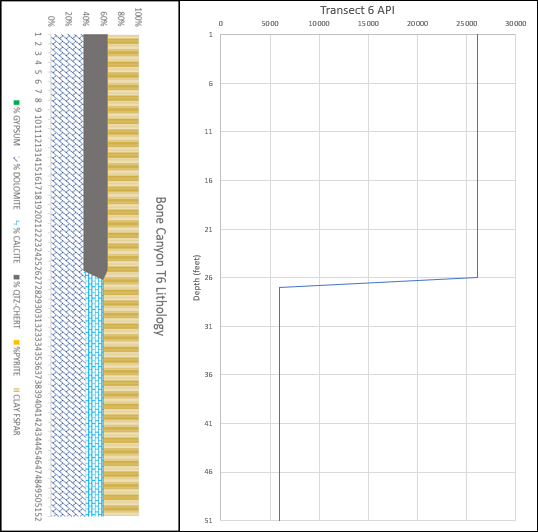 Bone Canyon T6 Lithology
0% 20% 40% 60% 80% 100%
1 2 3 4 5 6 7 8 9 10 11 12 13 14 15 16 17 18 19 20 21 22 23 24 25 26 27 28 29 30 31 32 33 34 35 36 37 38 39 40 41 42 43 44 45 46 47 48 49 50 51 52
% GYPSUM % DOLOMITE % CALCITE % QTZ-CHERT %PYRITE CLAY FSPAR
Transect 6 API
0 5000 10000 15000 20000 25000 30000
1
6
11
16
21
26
31
36
41
46
51
Depth (feet)